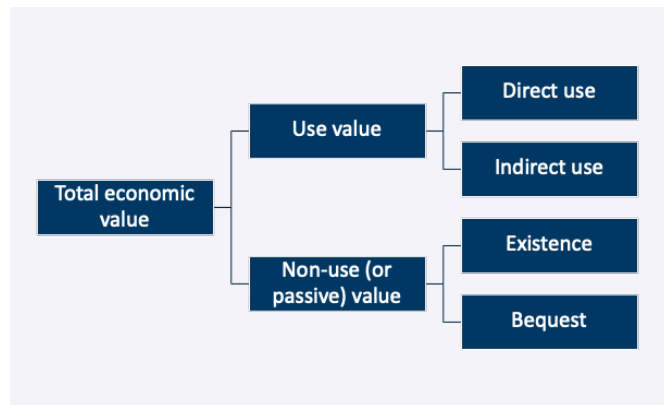 Direct use
Use value
Indirect use
Total economic
value
Existence
Non-use (or
passive) value
Bequest